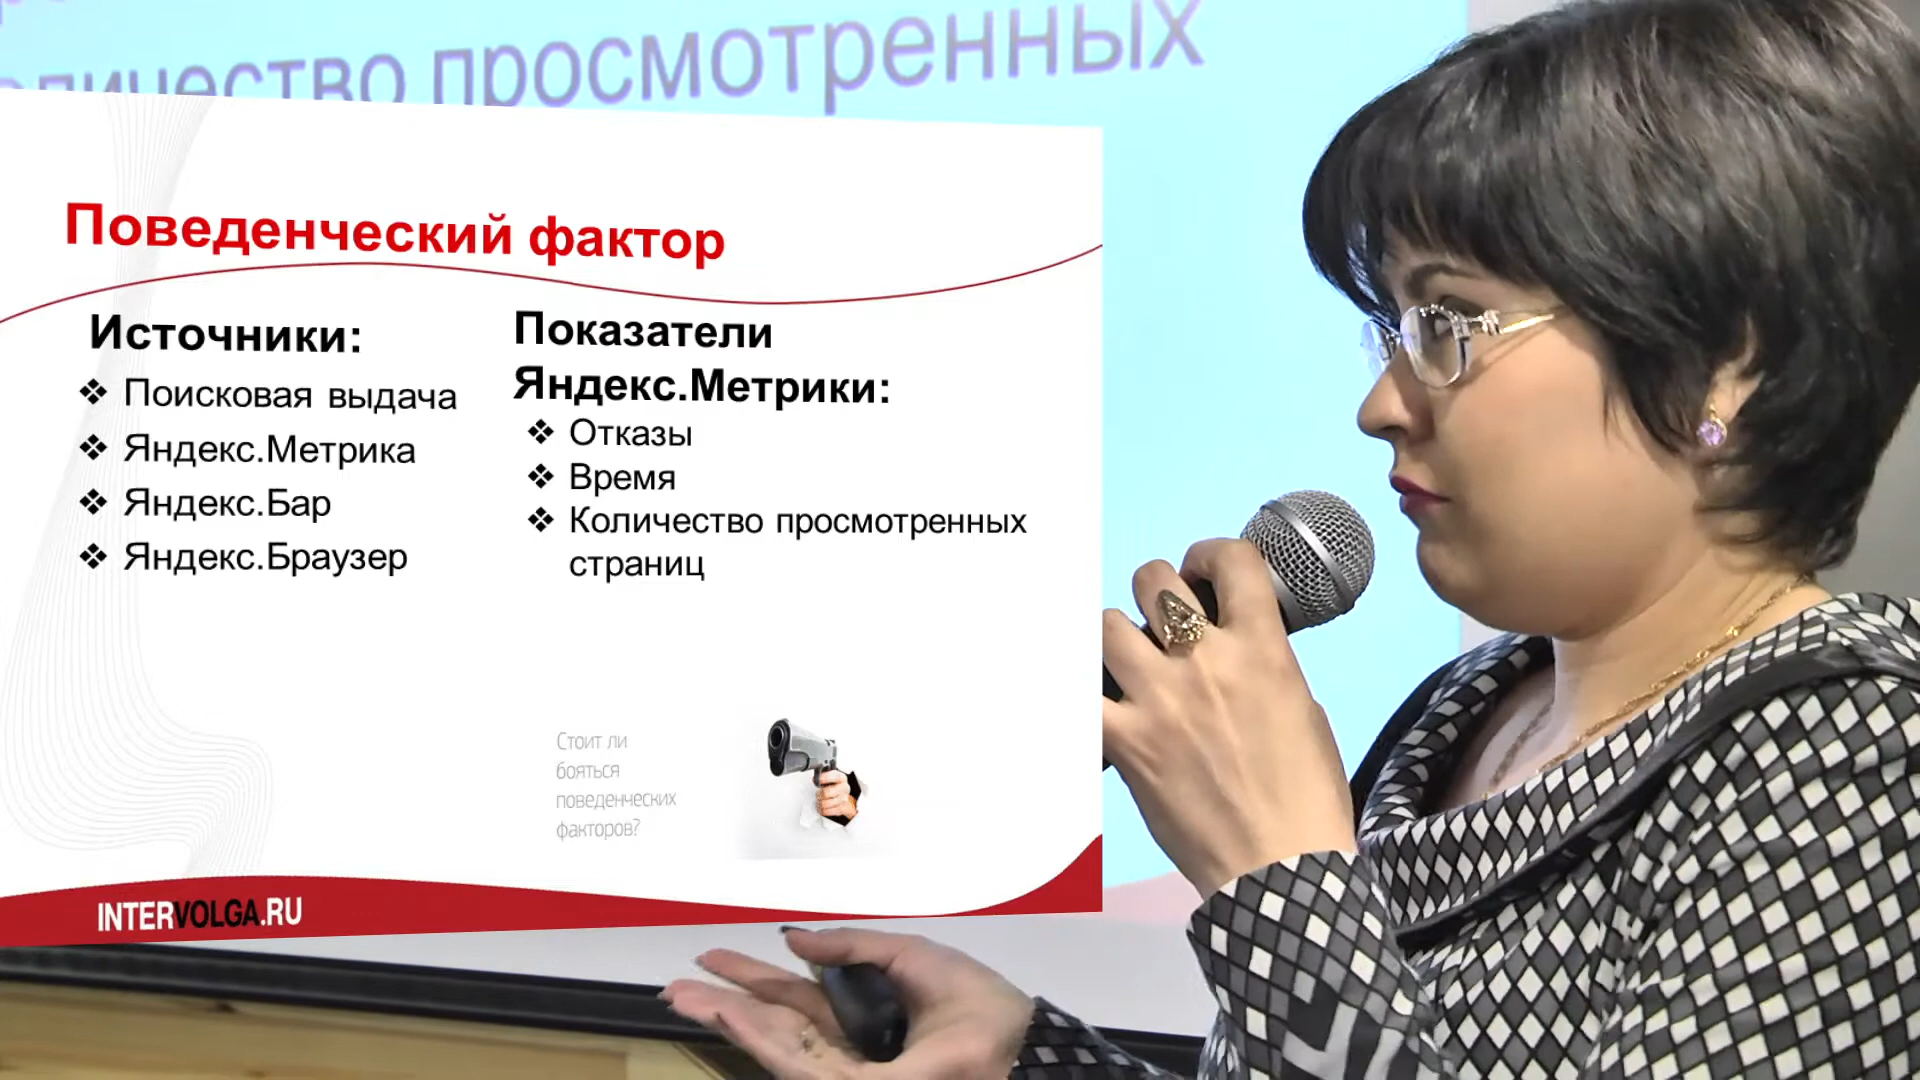 просмотренных
Поведенческий фактор
Источники:
❖ Поисковая выдача
❖ Яндекс.Метрика
❖ Яндекс.Бар
❖ Яндекс.Браузер
Показатели
Яндекс.Метрики:
❖ Отказы
❖ Время
❖ Количество просмотренных
страниц
Стоит ли
бояться
поведенческих
факторов?
INTERVOLGA.RU